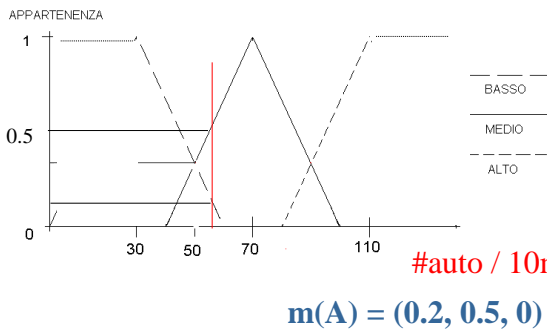 APPARTENENZA
1
0.5
0
30
50
70
110
BASSO
MEDIO
ALTO
#auto / 10
m(A) = (0.2, 0.5, 0)